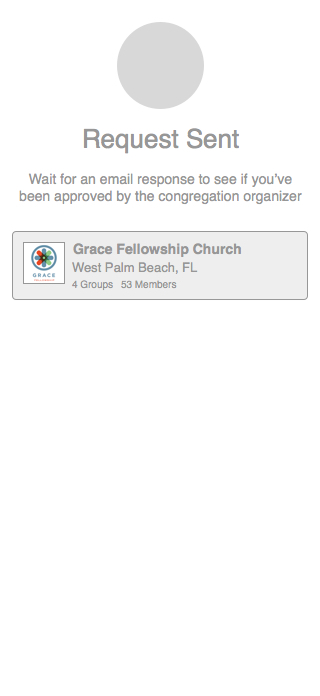 Request Sent
Wait for an email response to see if you've
been approved by the congregation organizer
Grace Fellowship Church
West Palm Beach, FL
4 Groups 53 Members
GRACE